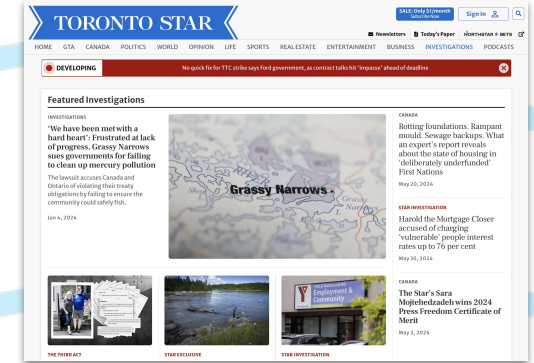 TORONTO STAR
SALE: Only $1/month
Subscribe Now
Sign In
Newsletters
Today's Paper
NORTHSTAR BETS
HOME GTA CANADA POLITICS WORLD OPINION LIFE SPORTS REAL ESTATE ENTERTAINMENT BUSINESS INVESTIGATIONS PODCASTS
DEVELOPING
No quick fix for TTC strike says Ford government, as contract talks hit 'impasse' ahead of deadline
Featured Investigations
INVESTIGATIONS
'We have been met with a
hard heart': Frustrated at lack
of progress, Grassy Narrows
sues governments for failing
to clean up mercury pollution
The lawsuit accuses Canada and
Ontario of violating their treaty
obligations by failing to ensure the
community could safely fish.
Jun 4, 2024
Grassy Narrows
Grassy
Narrows
CANADA
Rotting foundations. Rampant
mould. Sewage backups. What
an expert's report reveals
about the state of housing in
'deliberately underfunded'
First Nations
May 20, 2024
STAR INVESTIGATION
Harold the Mortgage Closer
accused of charging
'vulnerable' people interest
rates up to 76 per cent
May 10, 2024
CANADA
The Star's Sara
Mojtehedzadeh wins 2024
Press Freedom Certificate of
Merit
May 2, 2024
Employment &
Community
THE THIRD ACT
STAR EXCLUSIVE
STAR INVESTIGATION